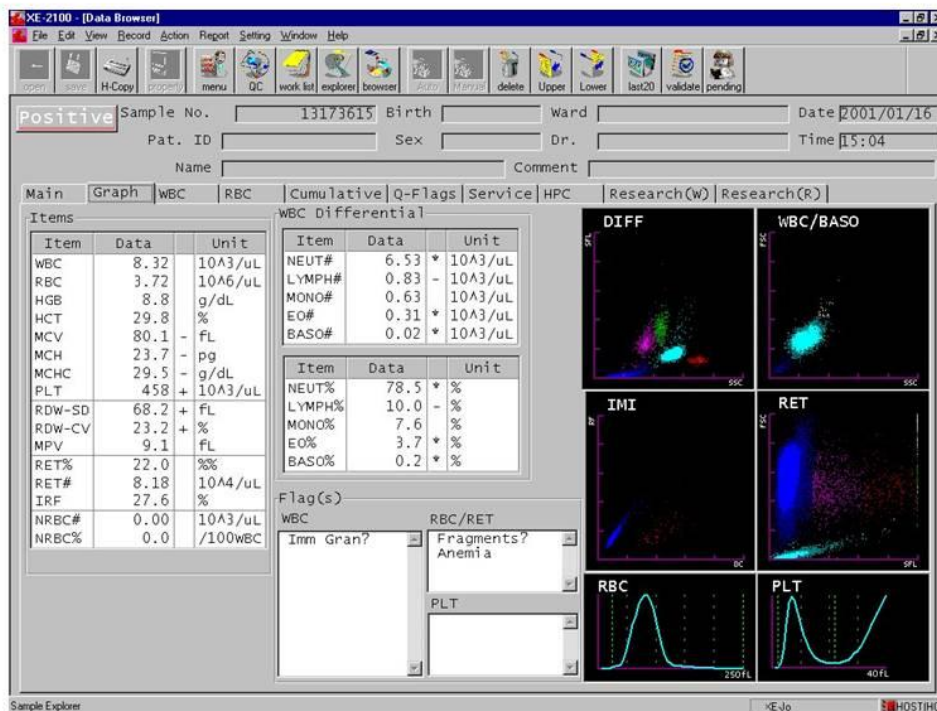 XE-2100 - [Data Browser]
File Edit View Record Action Report Setting Window Help
open save H-Copy property menu QC work list explorer browser Auto Manual delete Upper Lower last20 validate pending
Positive Sample No. 13173615 Birth Ward Date 2001/01/16
Pat. ID Sex Dr. Time 15:04
Name Comment
Main Graph WBC RBC Cumulative Q-Flags Service HPC Research(W) Research(R)
Items
Item Data Unit
WBC 8.32 10^3/uL
RBC 3.72 10^6/uL
HGB 8.8 g/dL
HCT 29.8 %
MCV 80.1 - fL
MCH 23.7 - pg
MCHC 29.5 - g/dL
PLT 458 + 10^3/uL
RDW-SD 68.2 + fL
RDW-CV 23.2 + %
MPV 9.1 fL
RET% 22.0 %%
RET# 8.18 10^4/uL
IRF 27.6 %
NRBC# 0.00 10^3/uL
NRBC% 0.0 /100WBC
WBC Differential
Item Data Unit
NEUT# 6.53 * 10^3/uL
LYMPH# 0.83 - 10^3/uL
MONO# 0.63 10^3/uL
EO# 0.31 * 10^3/uL
BASO# 0.02 * 10^3/uL
Item Data Unit
NEUT% 78.5 * %
LYMPH% 10.0 - %
MONO% 7.6 %
EO% 3.7 * %
BASO% 0.2 * %
Flag(s)
WBC
Imm Gran?
RBC/RET
Fragments?
Anemia
PLT
DIFF
SFL
SSC
WBC/BASO
FSC
SSC
IMI
RF
DC
RET
FSC
SFL
RBC
250fL
PLT
40fL
Sample Explorer